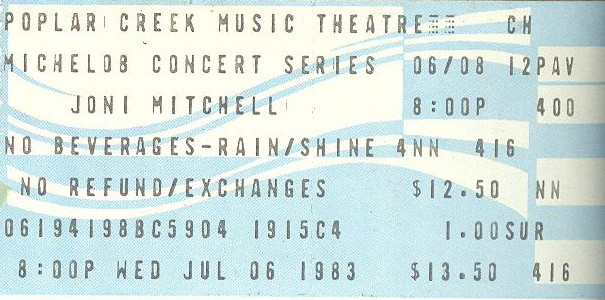 POPLAR CREEK MUSIC THEATRE CH
MICHELOB CONCERT SERIES 06/08 12PAV
JONI MITCHELL 8:00P 400
NO BEVERAGES-RAIN/SHINE 4NN 416
NO REFUND/EXCHANGES $12.50 NN
06194198BC5904 1915C4 1.00SUR
8:00P WED JUL 06 1983 $13.50 416